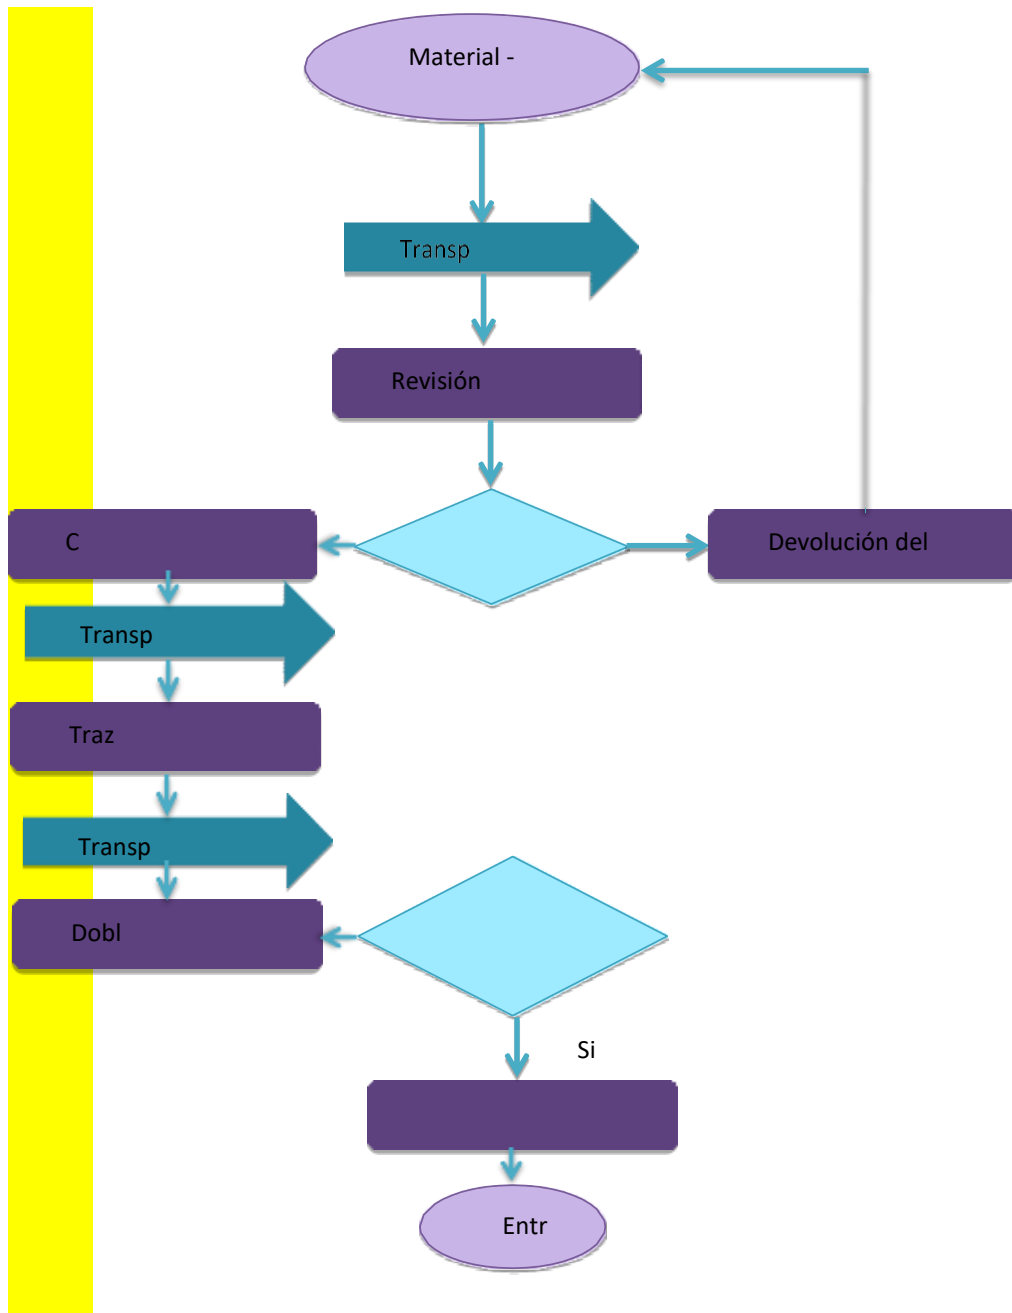 Material -
Transp
Revisión
C
Devolución del
Transp
Traz
Transp
Dobl
Si
Entr